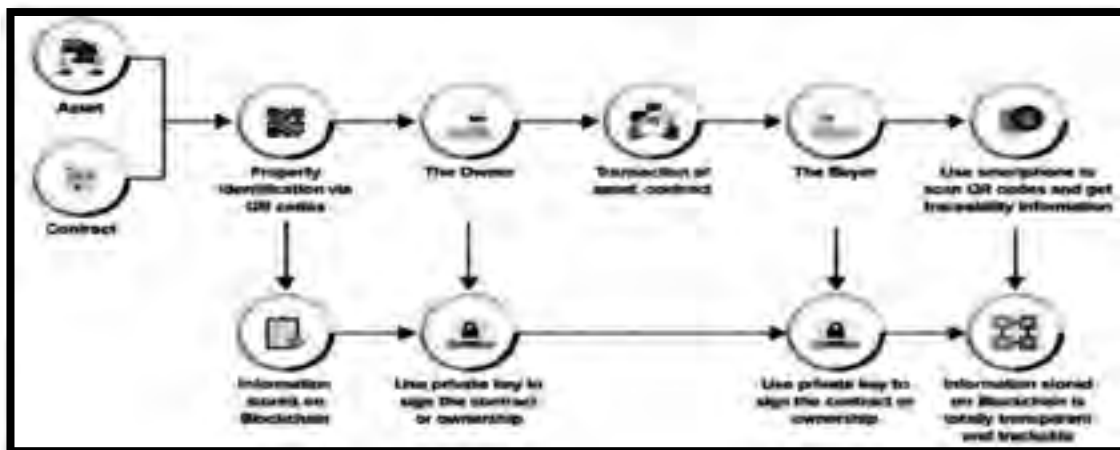 Asset
Contract
Property
Identification via
QR codes
The Owner
Transaction of
asset, contract
The Buyer
Use smartphone to
scan QR codes and get
traceability information
Information
stored on
Blockchain
Use private key to
sign the contract
or ownership
Use private key to
sign the contract or
ownership
Information stored
on Blockchain is
totally transparent
and trackable